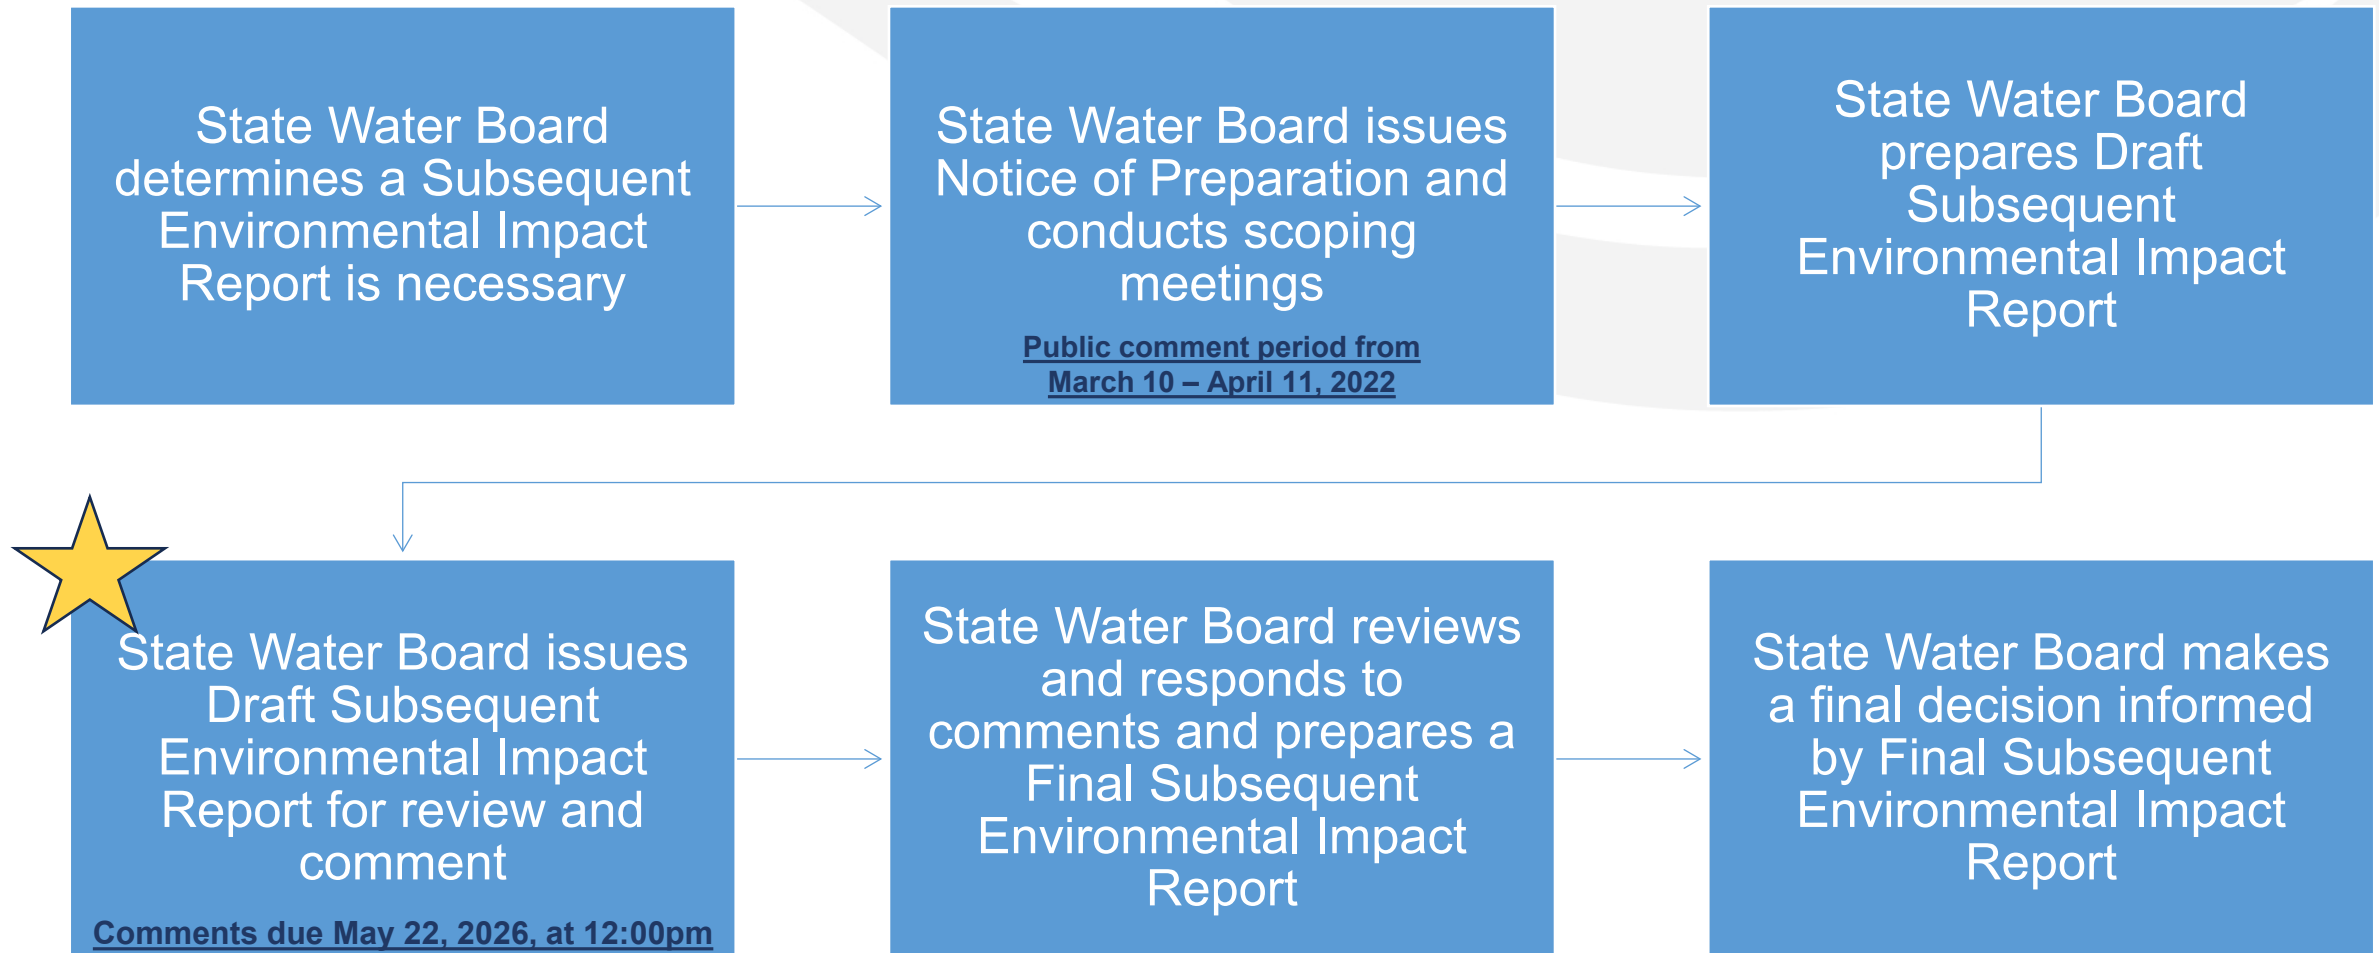 State Water Board
determines a Subsequent
Environmental Impact
Report is necessary
State Water Board issues
Notice of Preparation and
conducts scoping
meetings
Public comment period from
March 10 – April 11, 2022
State Water Board
prepares Draft
Subsequent
Environmental Impact
Report
State Water Board issues
Draft Subsequent
Environmental Impact
Report for review and
comment
Comments due May 22, 2026, at 12:00pm
State Water Board reviews
and responds to
comments and prepares a
Final Subsequent
Environmental Impact
Report
State Water Board makes
a final decision informed
by Final Subsequent
Environmental Impact
Report